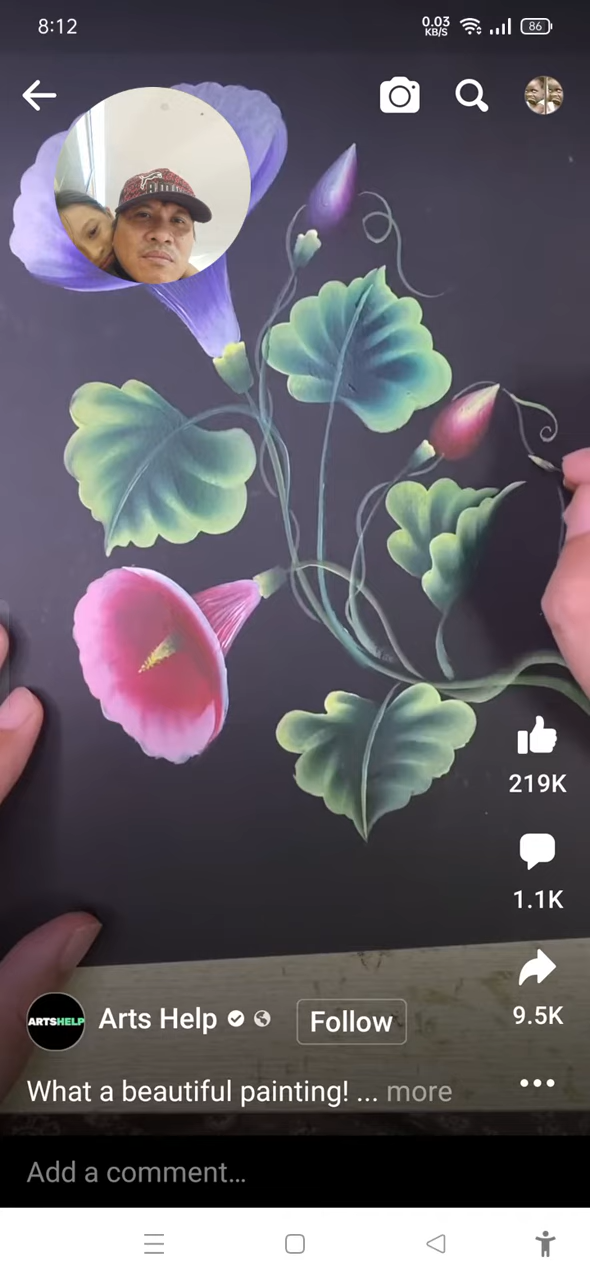 8:12
0.03
KB/S
86
219K
1.1K
9.5K
ARTSHELP
Arts Help
Follow
What a beautiful painting! ... more
Add a comment...